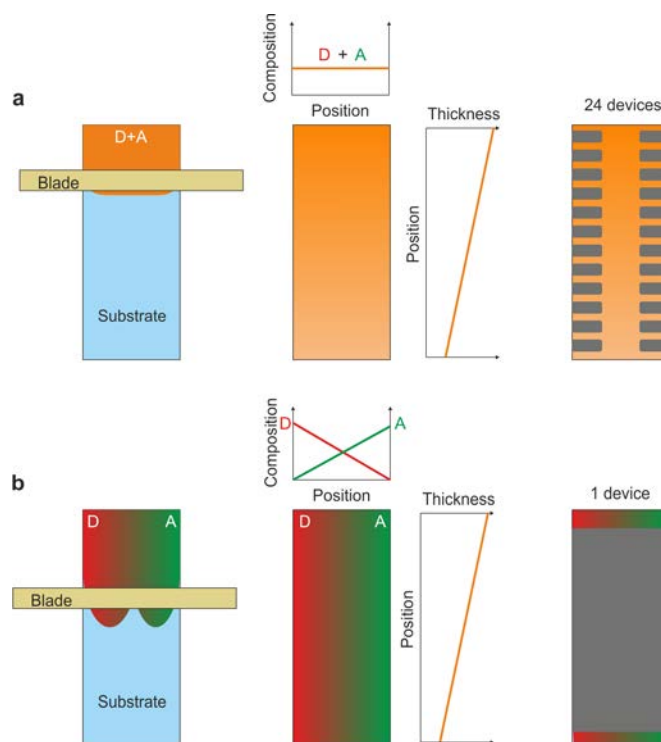 Composition
D + A
Position
a
D+A
Blade
Substrate
Thickness
Position
24 devices
Composition
D
A
Position
b
D
A
Blade
Substrate
D
A
Thickness
Position
1 device